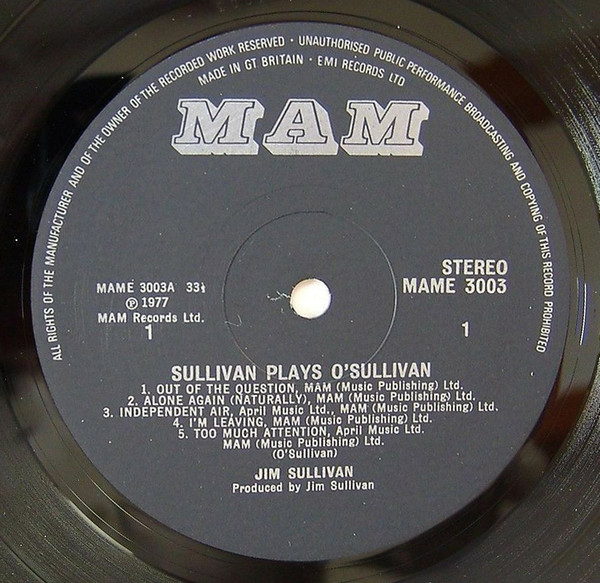 ALL RIGHTS OF THE MANUFACTURER AND OF THE OWNER OF THE RECORDED WORK RESERVED · UNAUTHORISED PUBLIC PERFORMANCE BROADCASTING AND COPYING OF THIS RECORD PROHIBITED
MADE IN GT BRITAIN · EMI RECORDS LTD
MAM
STEREO
MAME 3003
MAME 3003A 33⅓
℗ 1977
MAM Records Ltd.
1
1
SULLIVAN PLAYS O'SULLIVAN
1. OUT OF THE QUESTION, MAM (Music Publishing) Ltd.
2. ALONE AGAIN (NATURALLY), MAM (Music Publishing) Ltd.
3. INDEPENDENT AIR, April Music Ltd., MAM (Music Publishing) Ltd.
4. I'M LEAVING, MAM (Music Publishing) Ltd.
5. TOO MUCH ATTENTION, April Music Ltd.
MAM (Music Publishing) Ltd.
(O'Sullivan)
JIM SULLIVAN
Produced by Jim Sullivan